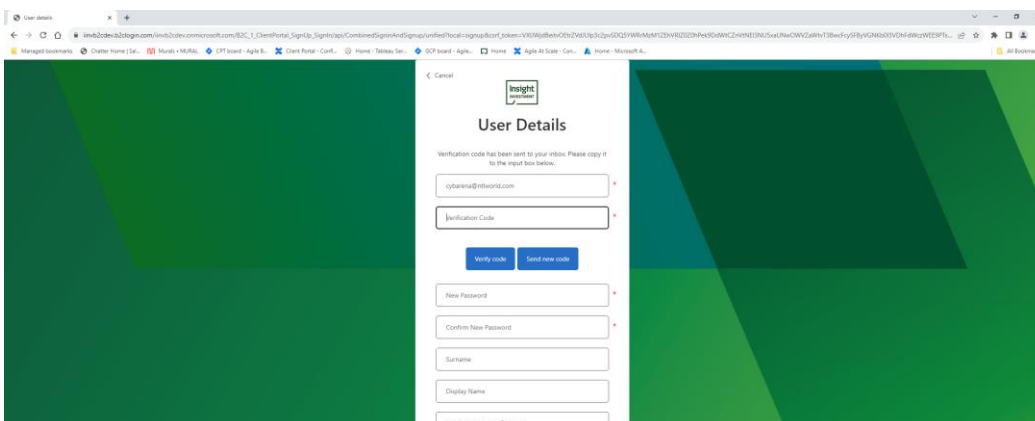 User details
Managed bookmarks
Chatter Home | Sal...
Murals • MURAL
CPT board - Agile B...
Client Portal - Confl...
Home - Tableau Ser...
GCP board - Agile...
Home
Agile At Scale - Con...
Home - Microsoft A...
All Bookma
Cancel
Insight
INVESTMENT
User Details
Verification code has been sent to your inbox. Please copy it
to the input box below.
cybarena@ntlworld.com
*
Verification Code
*
Verify code
Send new code
New Password
*
Confirm New Password
*
Surname
Display Name